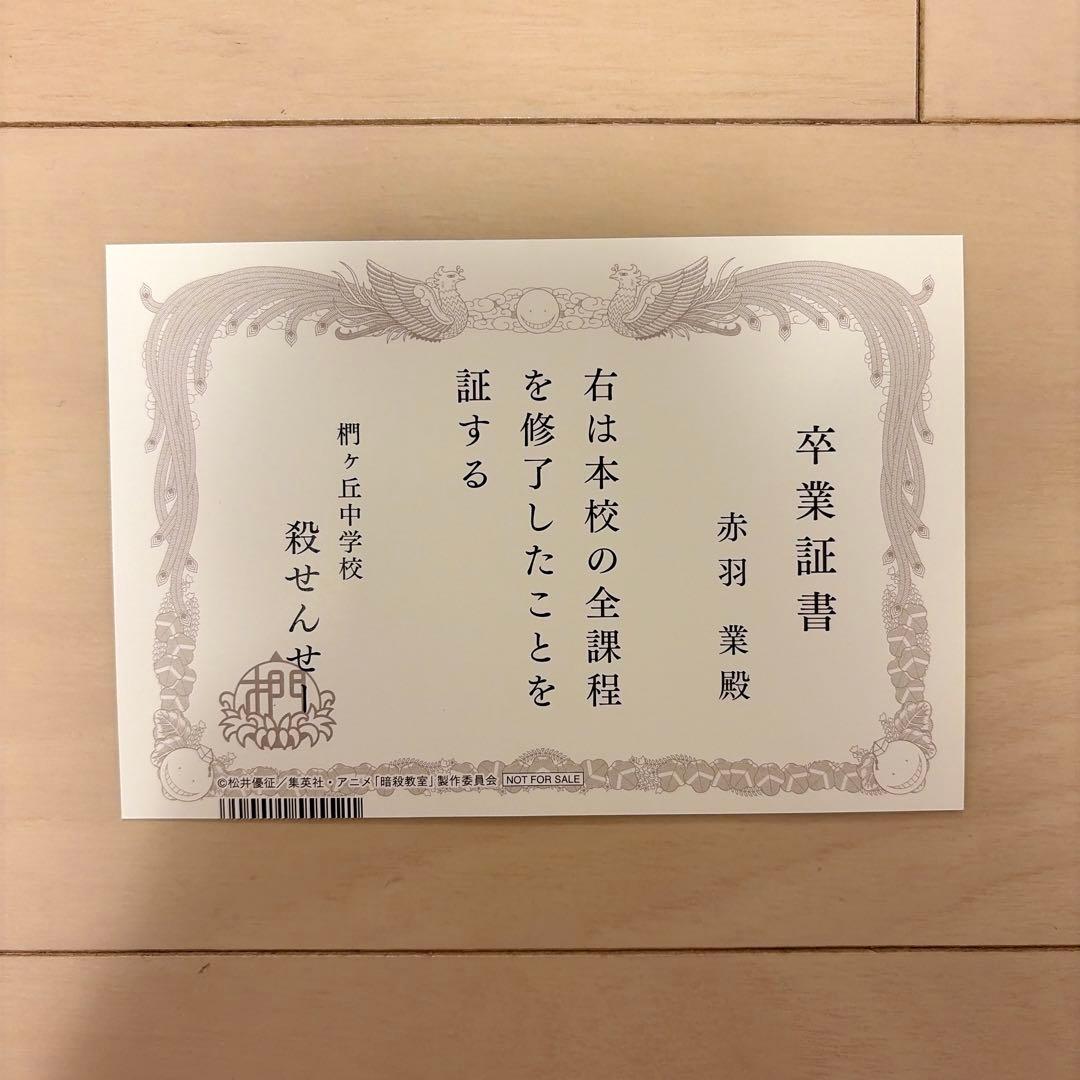 卒業証書
赤羽 業殿
右は本校の全課程
を修了したことを
証する
椚ヶ丘中学校
殺せんせー
椚
©松井優征／集英社・アニメ「暗殺教室」製作委員会 NOT FOR SALE